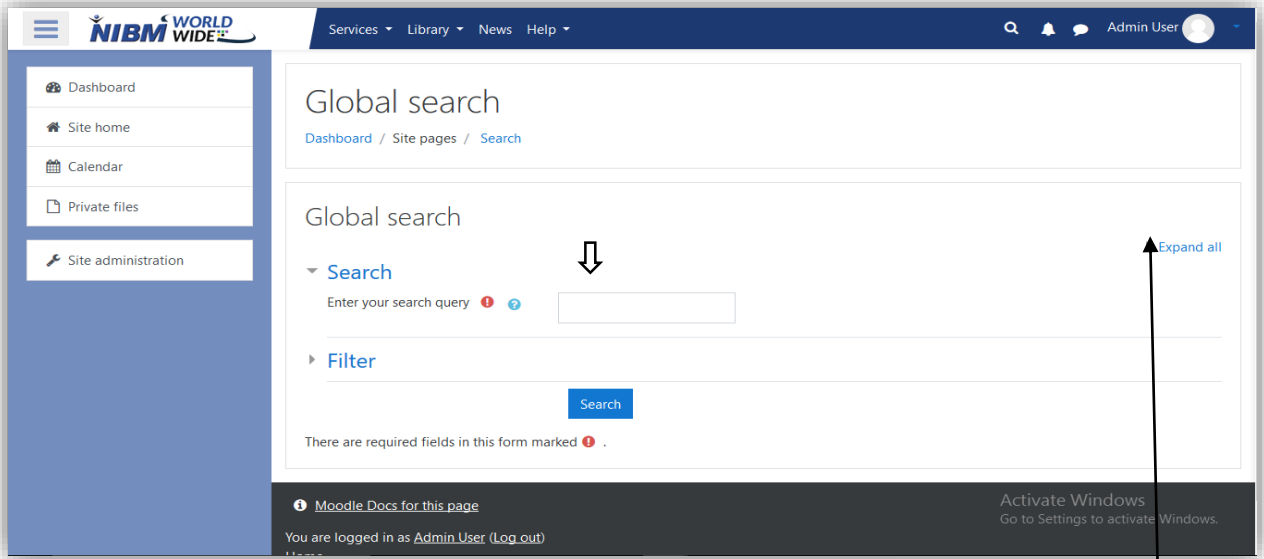 NIBM WORLD WIDE
Services Library News Help Admin User
Dashboard
Site home
Calendar
Private files
Site administration
Global search
Dashboard / Site pages / Search
Global search
Expand all
Search
Enter your search query
Filter
Search
There are required fields in this form marked .
Moodle Docs for this page
You are logged in as Admin User (Log out)
Activate Windows
Go to Settings to activate Windows.